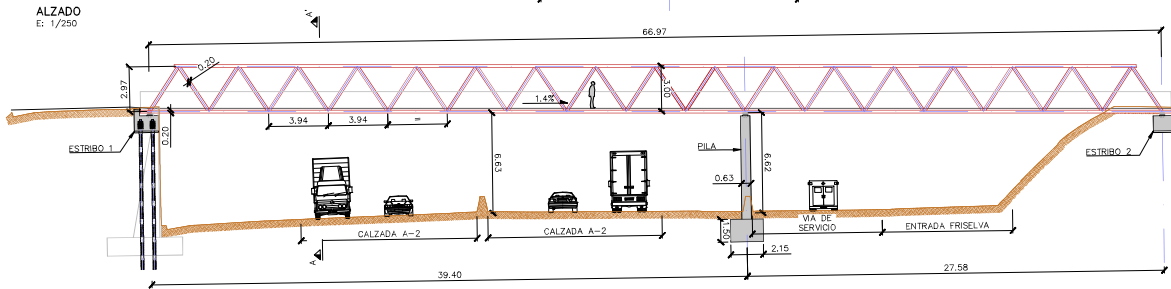 ALZADO
E: 1/250
A
66.97
0.20
2.97
3.00
1.4%
3.94
3.94
=
0.20
ESTRIBO 1
6.63
PILA
0.63
6.62
ESTRIBO 2
1.50
VIA DE
SERVICIO
ENTRADA FRISELVA
CALZADA A-2
CALZADA A-2
A
2.15
39.40
27.58